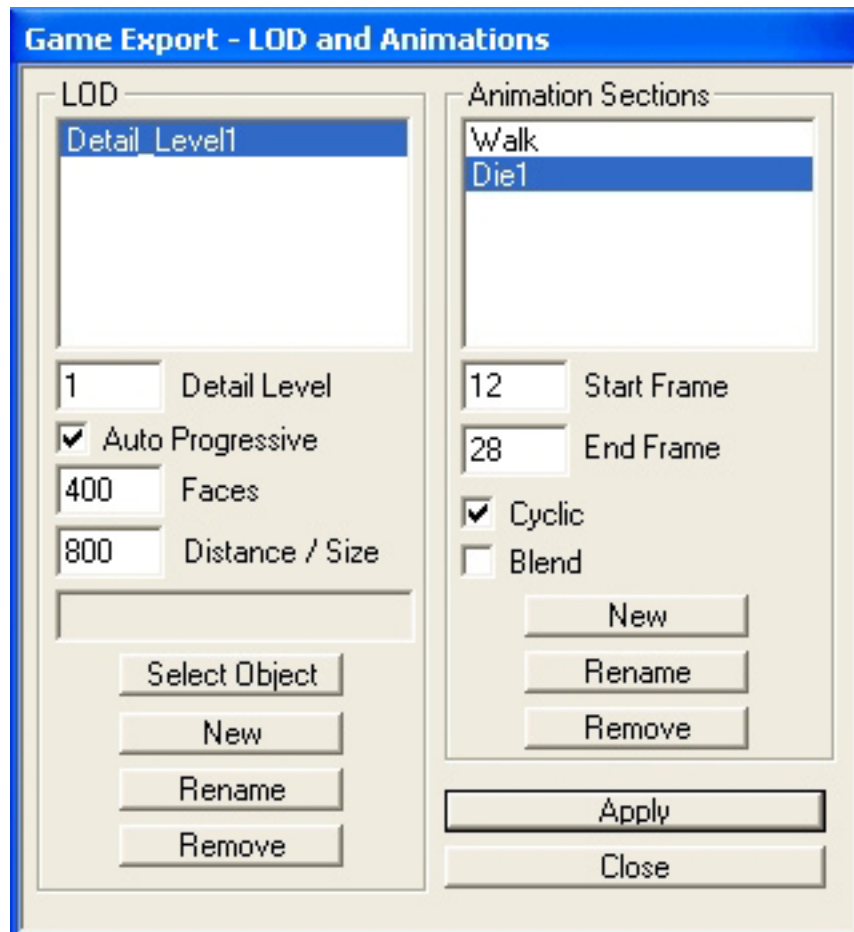 Game Export - LOD and Animations
LOD
Detail_Level1
1 Detail Level
Auto Progressive
400 Faces
800 Distance / Size
Select Object
New
Rename
Remove
Animation Sections
Walk
Die1
12 Start Frame
28 End Frame
Cyclic
Blend
New
Rename
Remove
Apply
Close